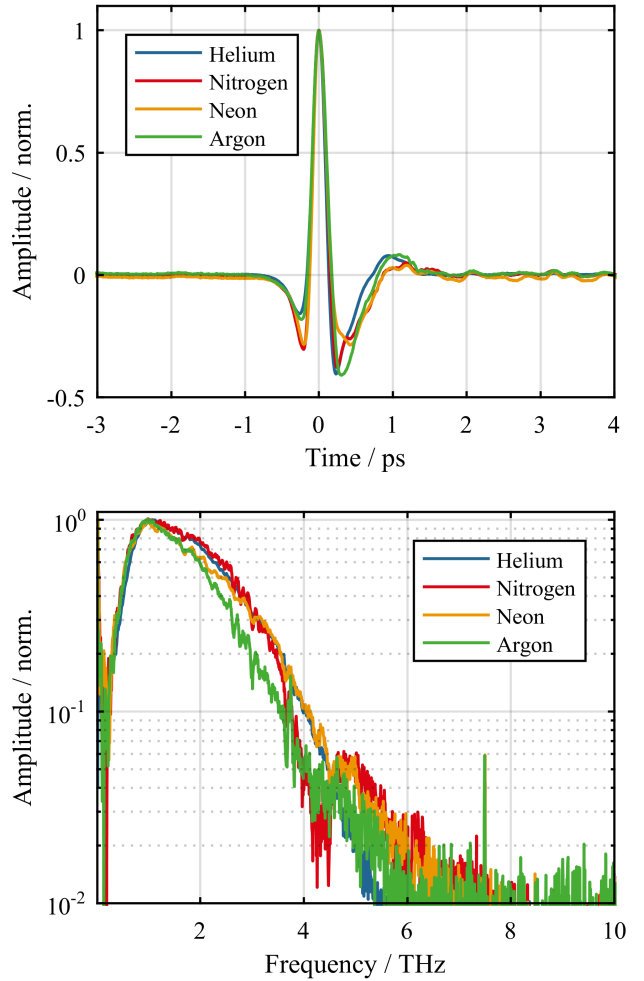 1
0.5
0
-0.5
Amplitude / norm.
Helium
Nitrogen
Neon
Argon
-3 -2 -1 0 1 2 3 4
Time / ps
10^0
10^-1
10^-2
Amplitude / norm.
Helium
Nitrogen
Neon
Argon
2 4 6 8 10
Frequency / THz